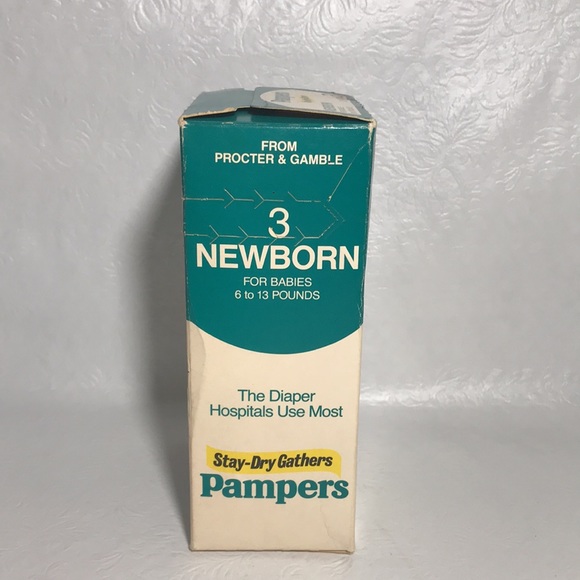 FROM
PROCTER & GAMBLE
3
NEWBORN
FOR BABIES
6 to 13 POUNDS
The Diaper
Hospitals Use Most
Stay-Dry Gathers
Pampers